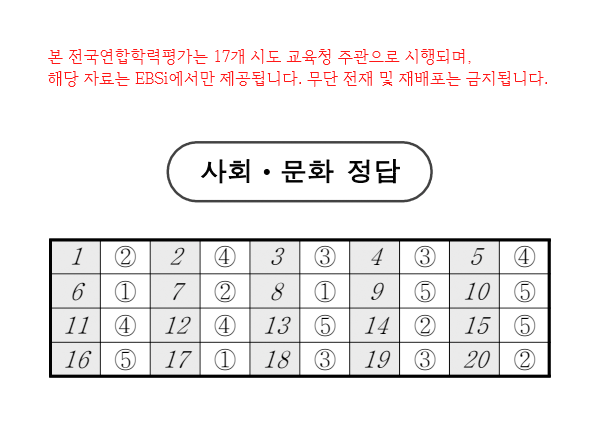 본 전국연합학력평가는 17개 시도 교육청 주관으로 시행되며,
해당 자료는 EBSi에서만 제공됩니다. 무단 전재 및 재배포는 금지됩니다.
사회・문화 정답
1 ② 2 ④ 3 ③ 4 ③ 5 ④
6 ① 7 ② 8 ① 9 ⑤ 10 ⑤
11 ④ 12 ④ 13 ⑤ 14 ② 15 ⑤
16 ⑤ 17 ① 18 ③ 19 ③ 20 ②